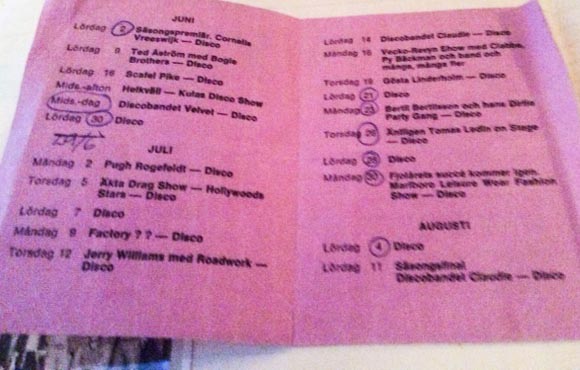 JUNI
Lördag 2 Säsongspremiär. Cornelis
Vreeswijk — Disco
Lördag 9 Ted Åström med Bogie
Brothers — Disco
Lördag 16 Scafel Pike — Disco
Mids.-afton Helkväll — Kulas Disco Show
Mids.-dag Discobandet Velvet — Disco
Lördag 30 Disco
JULI
Måndag 2 Pugh Rogefeldt — Disco
Torsdag 5 Äkta Drag Show — Hollywoods
Stars — Disco
Lördag 7 Disco
Måndag 9 Factory ? ? — Disco
Torsdag 12 Jerry Williams med Roadwork —
Disco
Lördag 14 Discobandet Claudie — Disco
Måndag 16 Vecko-Revyn Show med Clabbe,
Py Bäckman och band och
många, många fler
Torsdag 19 Gösta Linderholm — Disco
Lördag 21 Disco
Måndag 23 Bertil Bertilsson och hans Dirty
Party Gang — Disco
Torsdag 26 Äntligen Tomas Ledin on Stage
— Disco
Lördag 28 Disco
Måndag 30 Fjolårets succé kommer igen.
Marlboro Leisure Wear Fashion
Show — Disco
AUGUSTI
Lördag 4 Disco
Lördag 11 Säsongsfinal
Discobandet Claudie — Disco